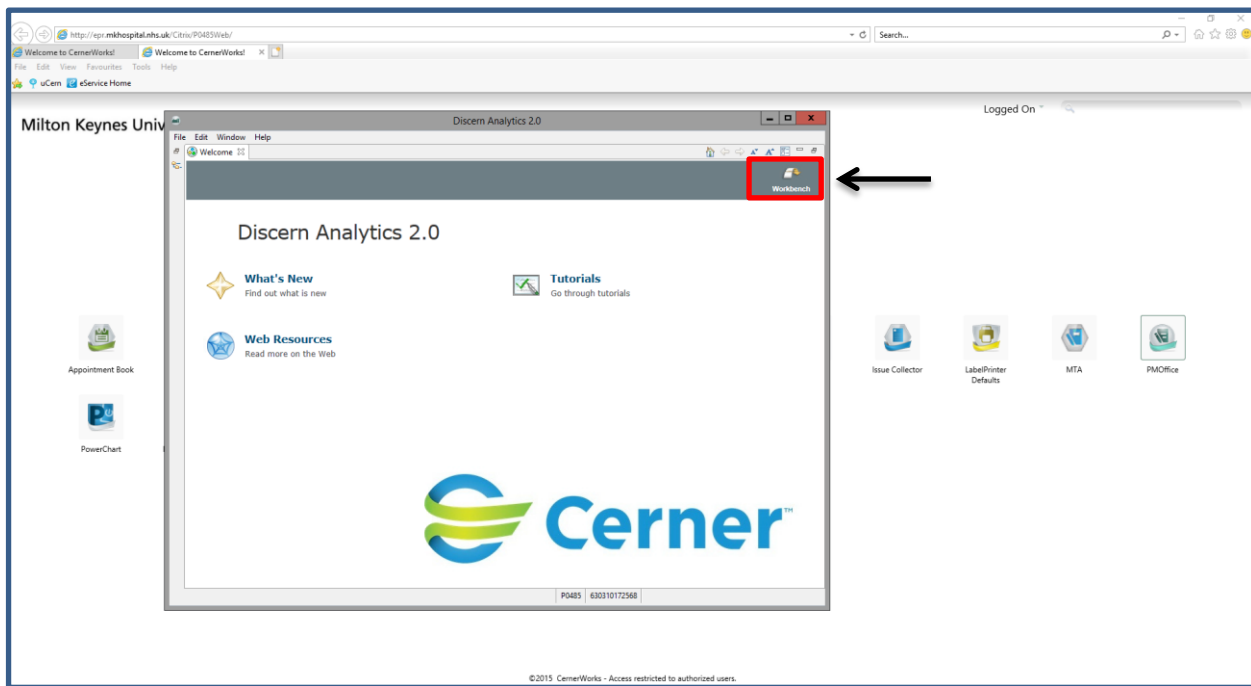 http://epr.mkhospital.nhs.uk/Citrix/P0485Web/
Search...
Welcome to CernerWorks!
Welcome to CernerWorks!
File Edit View Favourites Tools Help
uCern eService Home
Logged On
Milton Keynes Univ
Discern Analytics 2.0
File Edit Window Help
Welcome
Workbench
Discern Analytics 2.0
What's New
Find out what is new
Tutorials
Go through tutorials
Web Resources
Read more on the Web
Appointment Book
Issue Collector
LabelPrinter
Defaults
MTA
PMOffice
PowerChart
Cerner™
P0485 630310172568
©2015 CernerWorks - Access restricted to authorized users.